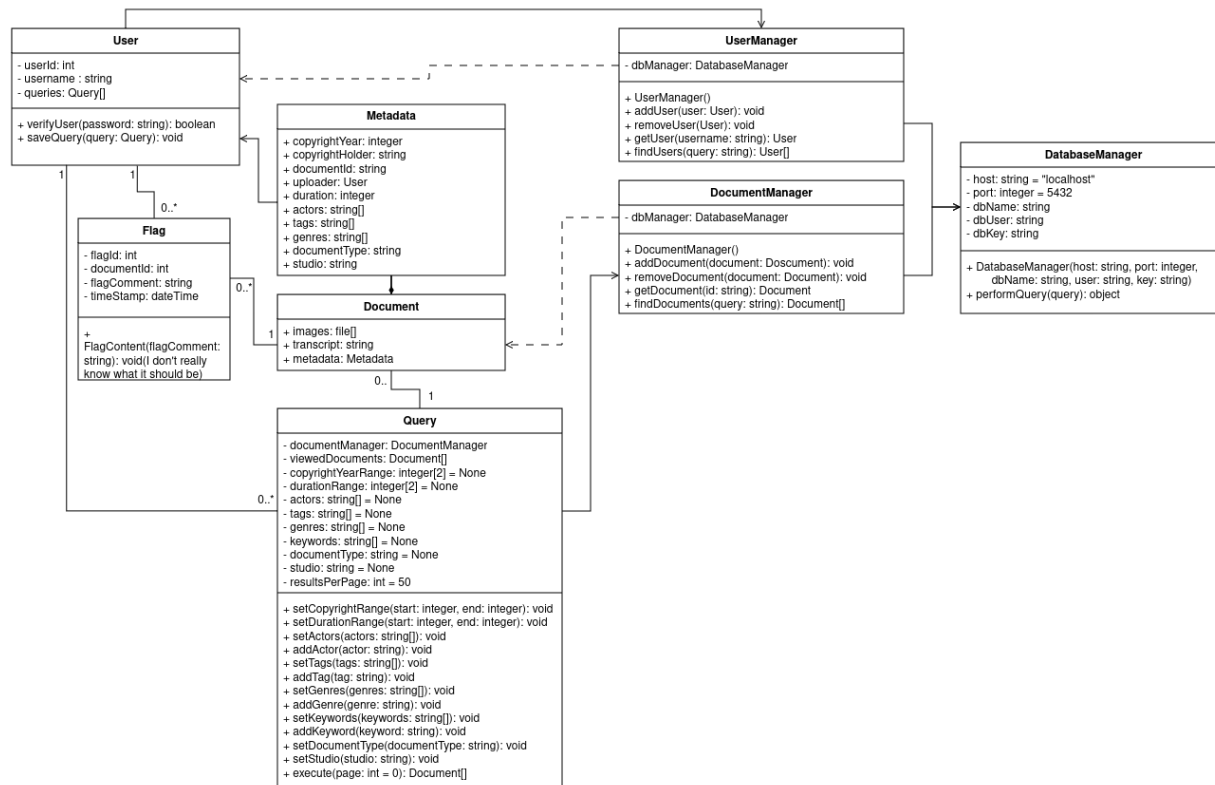 User
- userId: int
- username : string
- queries: Query[]
+ verifyUser(password: string): boolean
+ saveQuery(query: Query): void
UserManager
- dbManager: DatabaseManager
+ UserManager()
+ addUser(user: User): void
+ removeUser(User): void
+ getUser(username: string): User
+ findUsers(query: string): User[]
Metadata
+ copyrightYear: integer
+ copyrightHolder: string
+ documentId: string
+ uploader: User
+ duration: integer
+ actors: string[]
+ tags: string[]
+ genres: string[]
+ documentType: string
+ studio: string
DatabaseManager
- host: string = "localhost"
- port: integer = 5432
- dbName: string
- dbUser: string
- dbKey: string
+ DatabaseManager(host: string, port: integer,
dbName: string, user: string, key: string)
+ performQuery(query): object
DocumentManager
- dbManager: DatabaseManager
+ DocumentManager()
+ addDocument(document: Doscument): void
+ removeDocument(document: Document): void
+ getDocument(id: string): Document
+ findDocuments(query: string): Document[]
1
1
0..*
Flag
- flagId: int
- documentId: int
- flagComment: string
- timeStamp: dateTime
+
FlagContent(flagComment:
string): void(I don't really
know what it should be)
0..*
1
Document
+ images: file[]
+ transcript: string
+ metadata: Metadata
0..
1
0..*
Query
- documentManager: DocumentManager
- viewedDocuments: Document[]
- copyrightYearRange: integer[2] = None
- durationRange: integer[2] = None
- actors: string[] = None
- tags: string[] = None
- genres: string[] = None
- keywords: string[] = None
- documentType: string = None
- studio: string = None
- resultsPerPage: int = 50
+ setCopyrightRange(start: integer, end: integer): void
+ setDurationRange(start: integer, end: integer): void
+ setActors(actors: string[]): void
+ addActor(actor: string): void
+ setTags(tags: string[]): void
+ addTag(tag: string): void
+ setGenres(genres: string[]): void
+ addGenre(genre: string): void
+ setKeywords(keywords: string[]): void
+ addKeyword(keyword: string): void
+ setDocumentType(documentType: string): void
+ setStudio(studio: string): void
+ execute(page: int = 0): Document[]